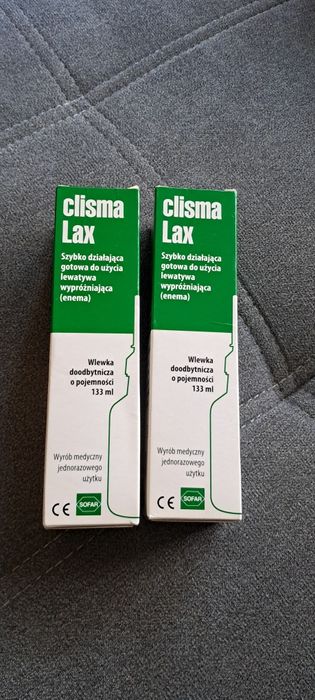 clisma
Lax
Szybko działająca
gotowa do użycia
lewatywa
wypróżniająca
(enema)
Wlewka
doodbytnicza
o pojemności
133 ml
Wyrób medyczny
jednorazowego
użytku
CE SOFAR
clisma
Lax
Szybko działająca
gotowa do użycia
lewatywa
wypróżniająca
(enema)
Wlewka
doodbytnicza
o pojemności
133 ml
Wyrób medyczny
jednorazowego
użytku
CE SOFAR